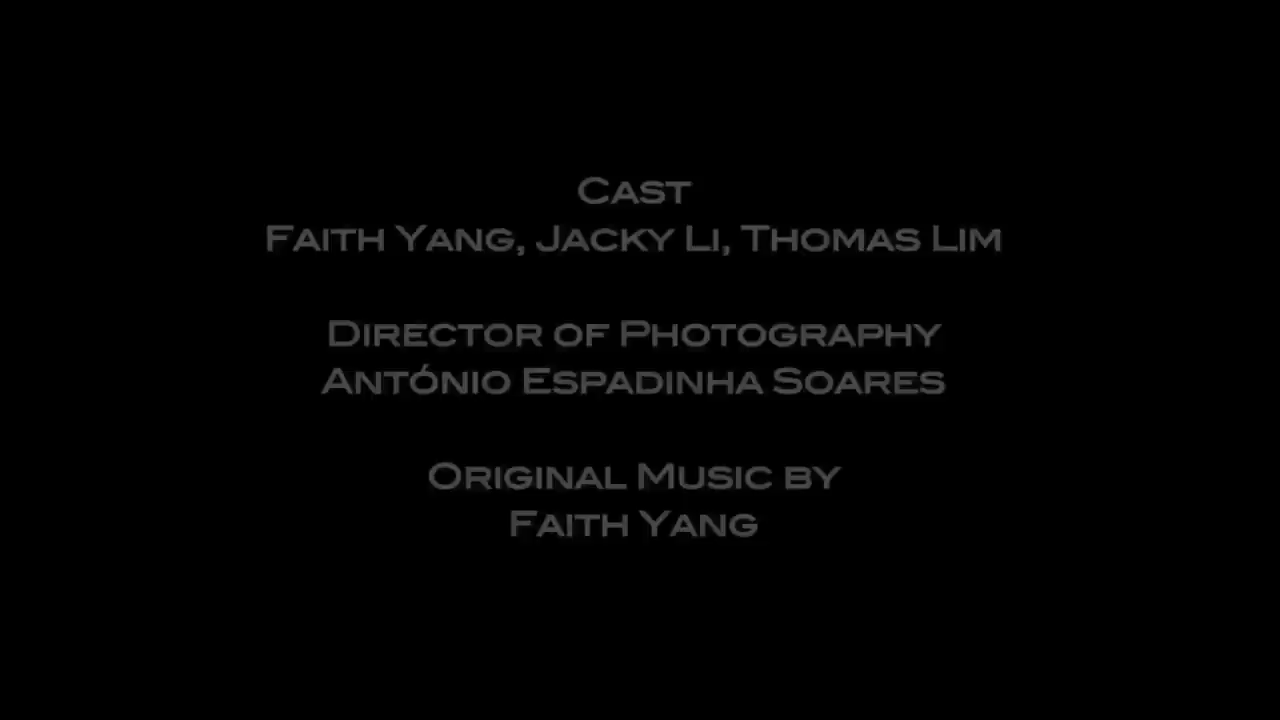 Cast
Faith Yang, Jacky Li, Thomas Lim
Director of Photography
António Espadinha Soares
Original Music by
Faith Yang